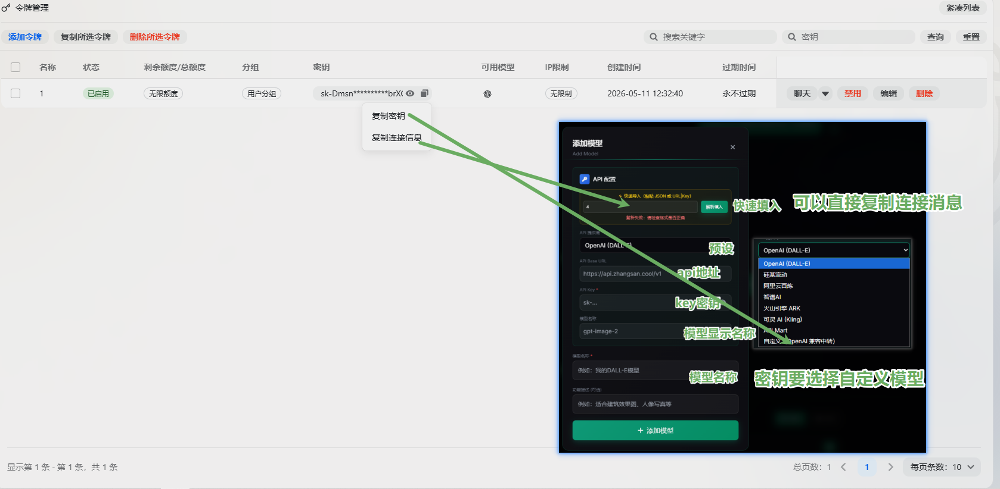 令牌管理
紧凑列表
添加令牌 复制所选令牌 删除所选令牌 搜索关键字 密钥 查询 重置
名称 状态 剩余额度/总额度 分组 密钥 可用模型 IP限制 创建时间 过期时间
1 已启用 无限额度 用户分组 sk-Dmsn**********brX 无限制 2026-05-11 12:32:40 永不过期 聊天 禁用 编辑 删除
复制密钥
复制连接信息
添加模型
Add Model
API 配置
快速导入（粘贴 JSON 或 URL|Key）
4 解析填入 快速填入 可以直接复制连接消息
解析失败：请检查格式是否正确
API 提供商
OpenAI (DALL-E) 预设
API Base URL
https://api.zhangsan.cool/v1 api地址
API Key *
sk-... key密钥
模型名称
gpt-image-2 模型显示名称
模型名称 *
例如：我的DALL-E模型 模型名称
功能描述 (可选)
例如：适合建筑效果图、人像写真等
+ 添加模型
OpenAI (DALL-E)
OpenAI (DALL-E)
硅基流动
阿里云百炼
智谱AI
火山引擎 ARK
可灵 AI (Kling)
Mart
自定义 OpenAI 兼容中转)
密钥要选择自定义模型
显示第 1 条 - 第 1 条，共 1 条 总页数：1 1 每页条数：10